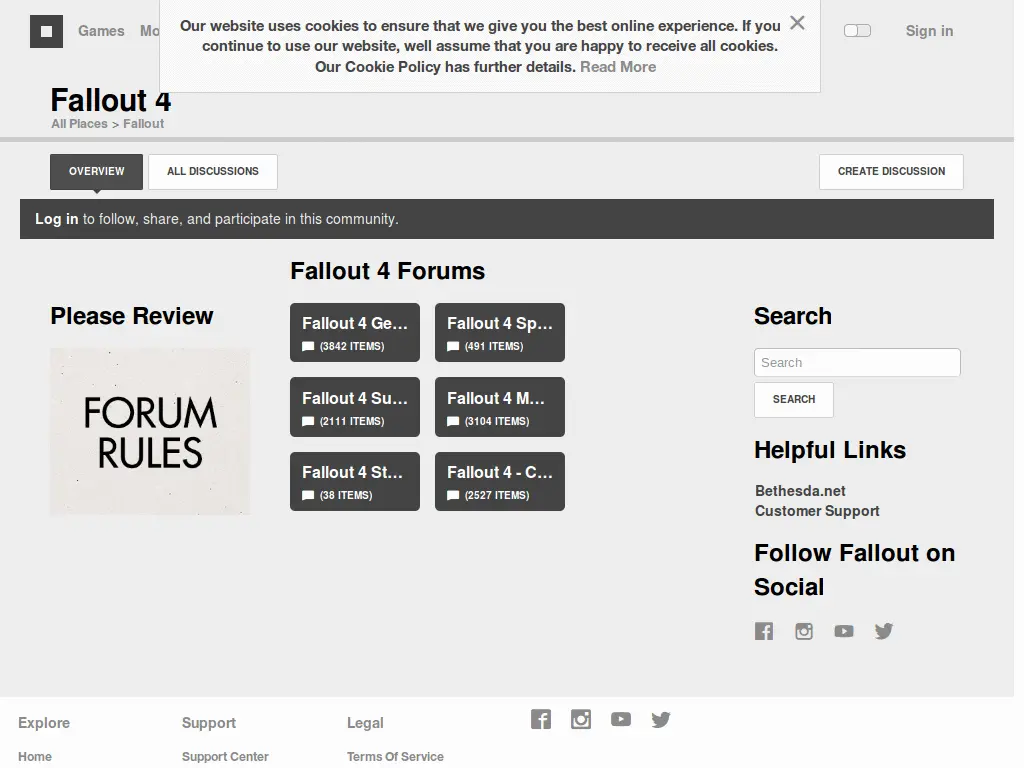 Games
Mo
Our website uses cookies to ensure that we give you the best online experience. If you
continue to use our website, well assume that you are happy to receive all cookies.
Our Cookie Policy has further details. Read More
Sign in
Fallout 4
All Places > Fallout
OVERVIEW
ALL DISCUSSIONS
CREATE DISCUSSION
Log in to follow, share, and participate in this community.
Please Review
FORUM
RULES
Fallout 4 Forums
Fallout 4 Ge...
(3842 ITEMS)
Fallout 4 Sp...
(491 ITEMS)
Fallout 4 Su...
(2111 ITEMS)
Fallout 4 M...
(3104 ITEMS)
Fallout 4 St...
(38 ITEMS)
Fallout 4 - C...
(2527 ITEMS)
Search
Search
SEARCH
Helpful Links
Bethesda.net
Customer Support
Follow Fallout on
Social
Explore
Home
Support
Support Center
Legal
Terms Of Service